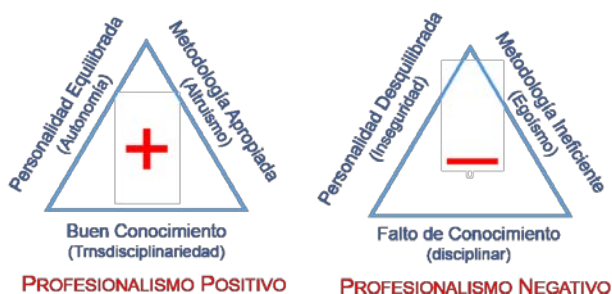 Personalidad Equilibrada
(Autonomía)
Metodología Apropiada
(Altruismo)
+
Buen Conocimiento
(Trnsdisciplinariedad)
PROFESIONALISMO POSITIVO
Personalidad Desquilibrada
(Inseguridad)
Metodología Ineficiente
(Egoísmo)
−
Falto de Conocimiento
(disciplinar)
PROFESIONALISMO NEGATIVO